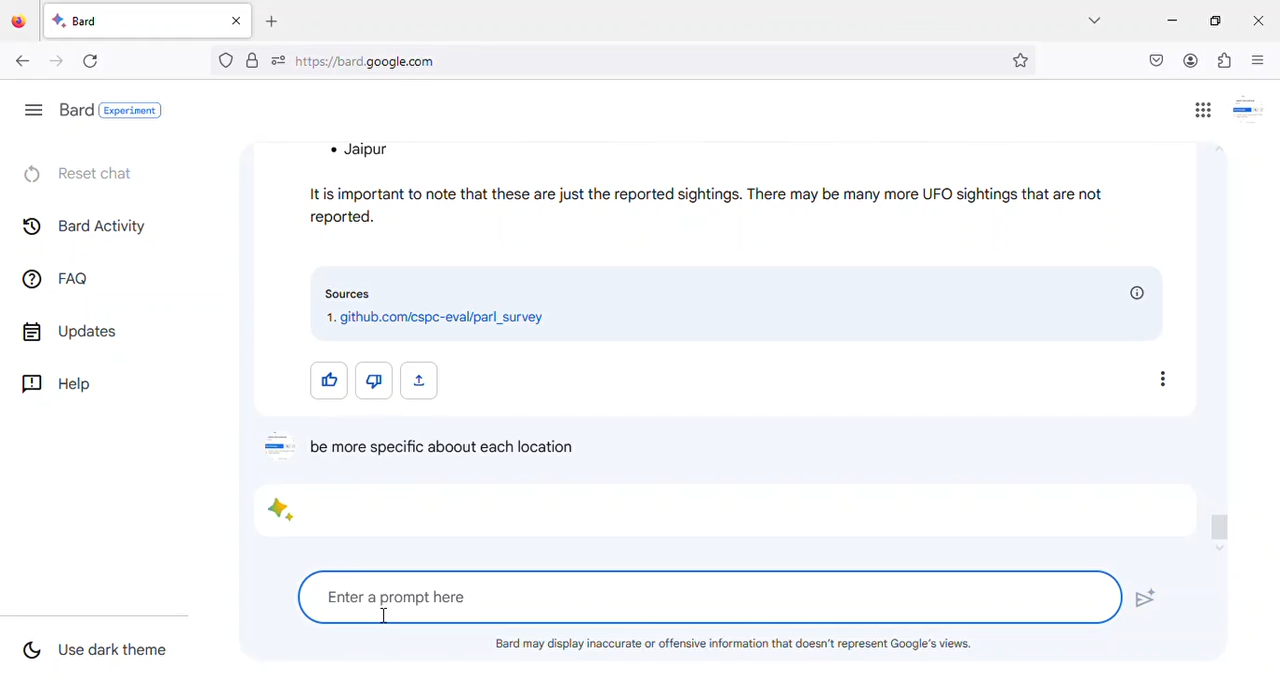 Bard
https://bard.google.com
Bard Experiment
Reset chat
Bard Activity
FAQ
Updates
Help
Use dark theme
• Jaipur
It is important to note that these are just the reported sightings. There may be many more UFO sightings that are not
reported.
Sources
1. github.com/cspc-eval/parl_survey
be more specific aboout each location
Enter a prompt here
Bard may display inaccurate or offensive information that doesn't represent Google's views.